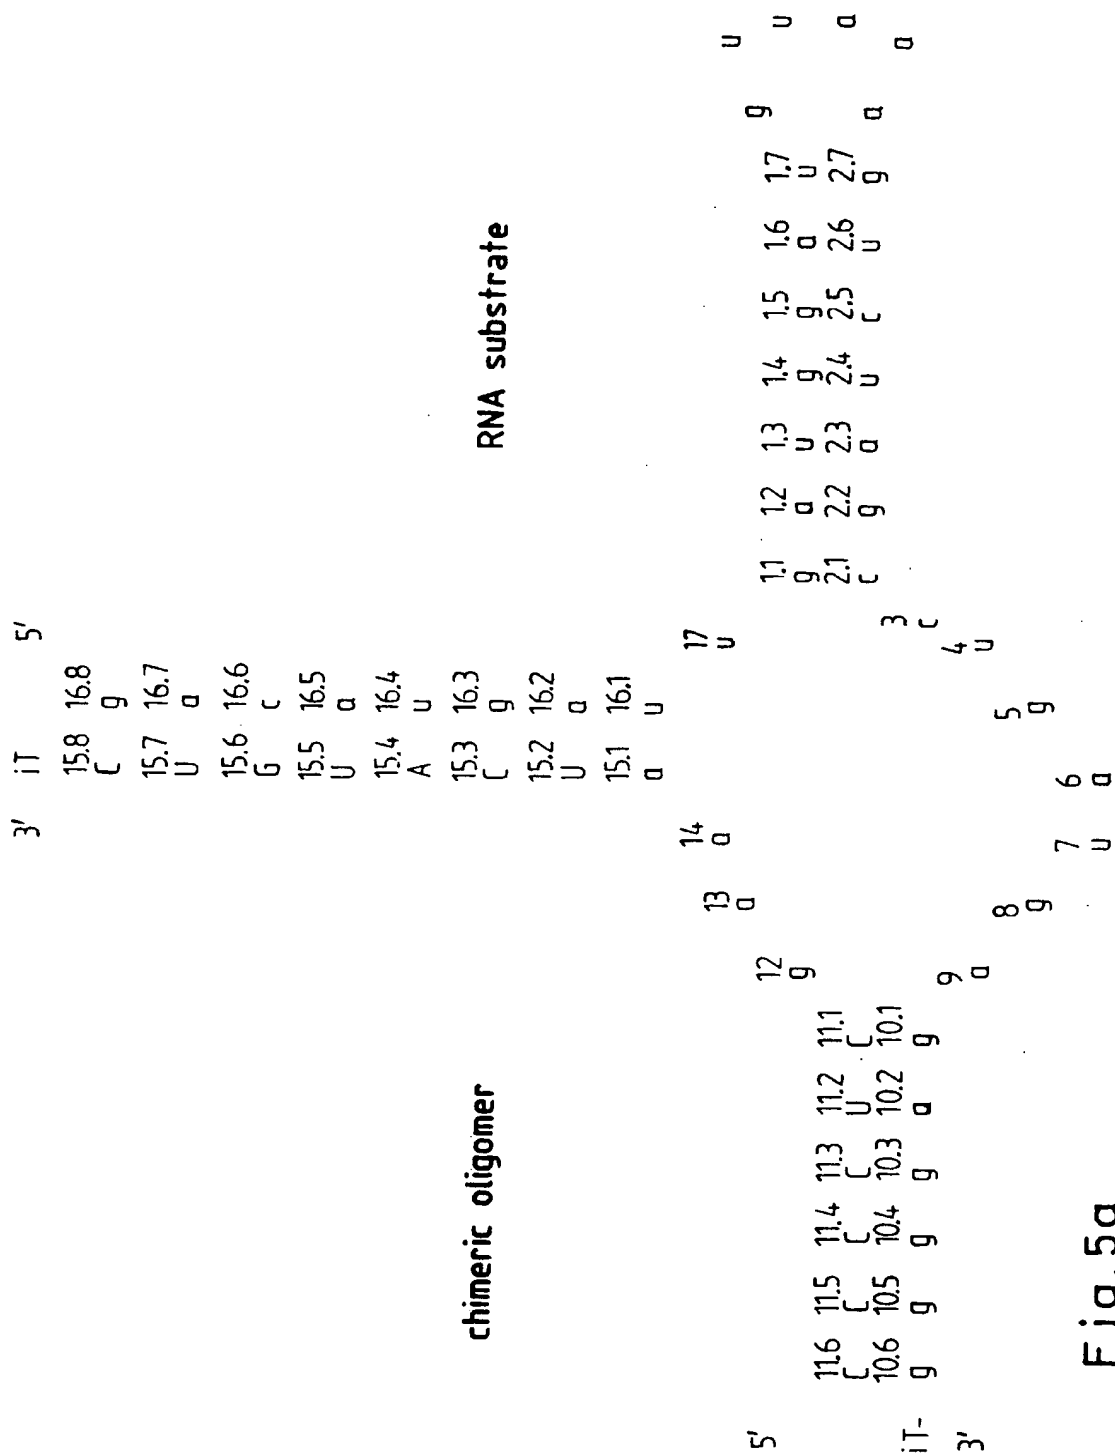 3' iT 5'
15.8 16.8
C g
15.7 16.7
U a
15.6 16.6
G c
15.5 16.5
U a
15.4 16.4
A u
15.3 16.3
C g
15.2 16.2
U a
15.1 16.1
a u
chimeric oligomer
RNA substrate
14 17
a u
13
a
12
g
5'
11.6 11.5 11.4 11.3 11.2 11.1
C C C C U C
10.6 10.5 10.4 10.3 10.2 10.1
g g g g a g
iT-
3'
1.1 1.2 1.3 1.4 1.5 1.6 1.7
g a u g g a u
2.1 2.2 2.3 2.4 2.5 2.6 2.7
c g a u c u g
g u u a a a
3
c
4
u
9
a
8
g
5
g
7 6
u a
Fig.5a